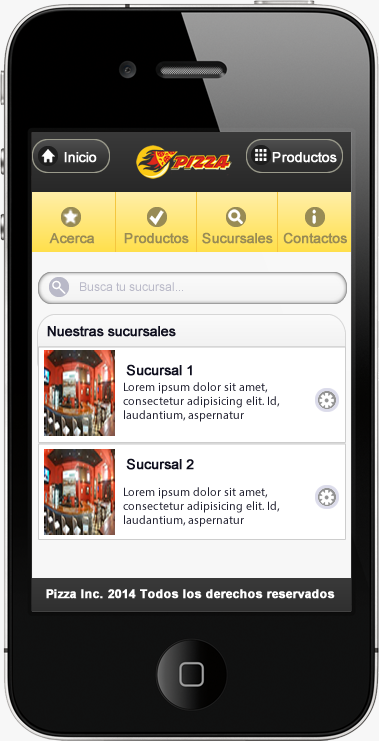 Inicio
PIZZA
Productos
Acerca
Productos
Sucursales
Contactos
Busca tu sucursal...
Nuestras sucursales
Sucursal 1
Lorem ipsum dolor sit amet,
consectetur adipisicing elit. Id,
laudantium, aspernatur
Sucursal 2
Lorem ipsum dolor sit amet,
consectetur adipisicing elit. Id,
laudantium, aspernatur
Pizza Inc. 2014 Todos los derechos reservados